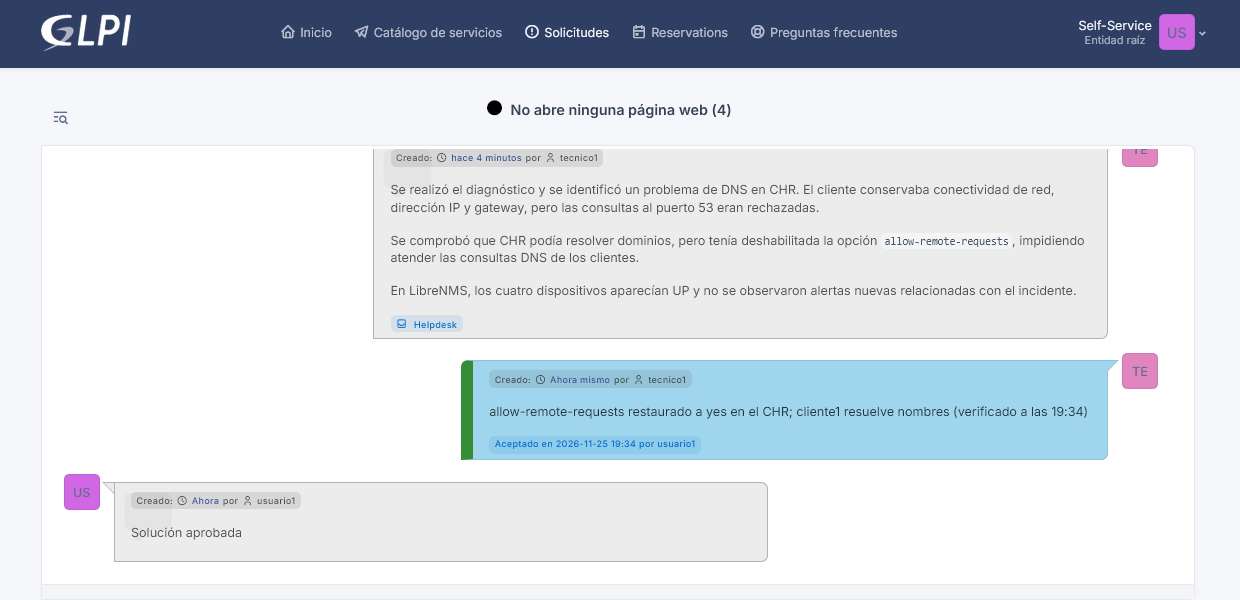 GLPI
Inicio
Catálogo de servicios
Solicitudes
Reservations
Preguntas frecuentes
Self-Service
Entidad raíz
US
No abre ninguna página web (4)
TE
Creado: hace 4 minutos por tecnico1
Se realizó el diagnóstico y se identificó un problema de DNS en CHR. El cliente conservaba conectividad de red,
dirección IP y gateway, pero las consultas al puerto 53 eran rechazadas.
Se comprobó que CHR podía resolver dominios, pero tenía deshabilitada la opción allow-remote-requests, impidiendo
atender las consultas DNS de los clientes.
En LibreNMS, los cuatro dispositivos aparecían UP y no se observaron alertas nuevas relacionadas con el incidente.
Helpdesk
TE
Creado: Ahora mismo por tecnico1
allow-remote-requests restaurado a yes en el CHR; cliente1 resuelve nombres (verificado a las 19:34)
Aceptado en 2026-11-25 19:34 por usuario1
US
Creado: Ahora por usuario1
Solución aprobada